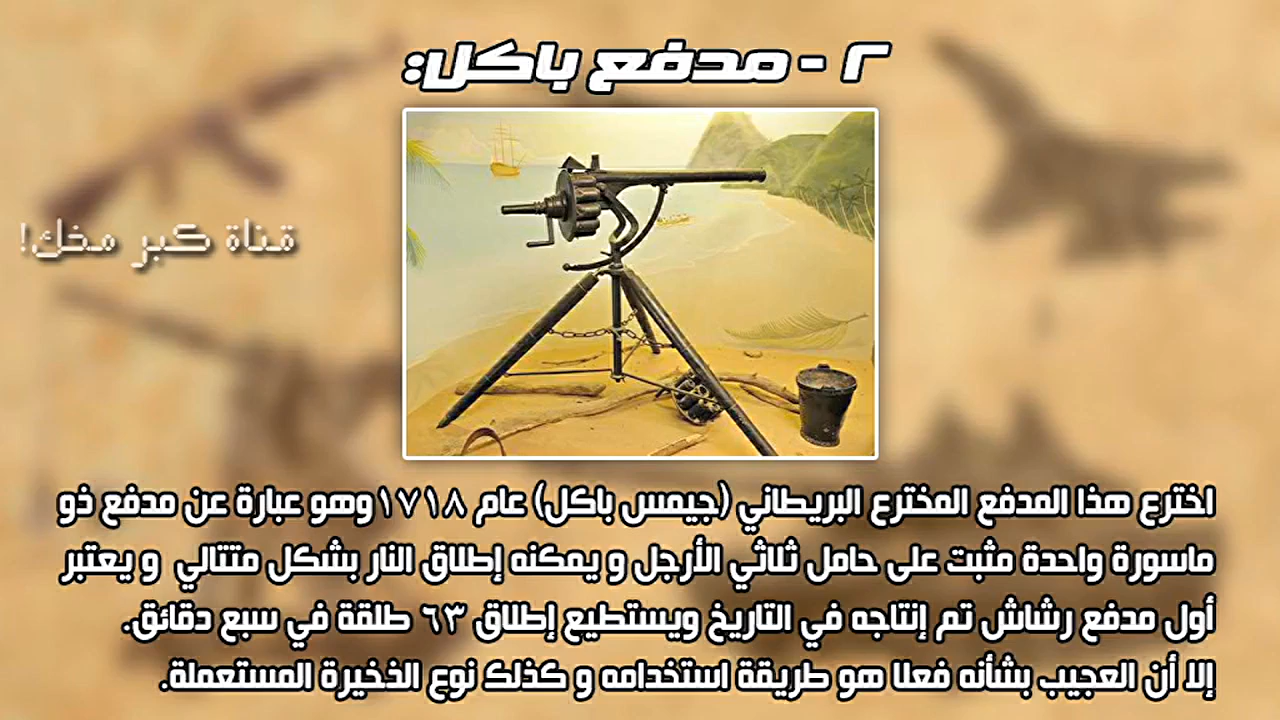 ٢ - مدفع باكل:
قناة كبر مخك!
اخترع هذا المدفع المخترع البريطاني (جيمس باكل) عام ١٧١٨ وهو عبارة عن مدفع ذو
ماسورة واحدة مثبت على حامل ثلاثي الأرجل و يمكنه إطلاق النار بشكل متتالي و يعتبر
أول مدفع رشاش تم إنتاجه في التاريخ ويستطيع إطلاق ٦٣ طلقة في سبع دقائق.
إلا أن العجيب بشأنه فعلا هو طريقة استخدامه و كذلك نوع الذخيرة المستعملة.